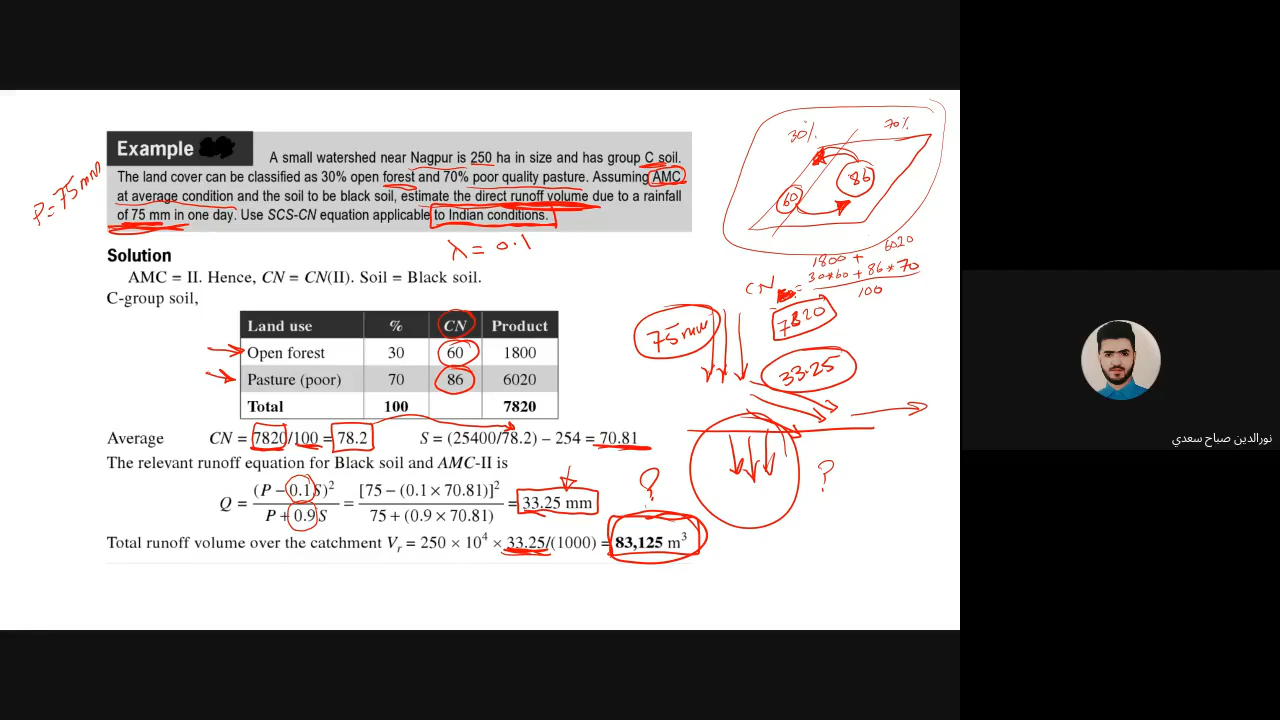 Example
A small watershed near Nagpur is 250 ha in size and has group C soil.
The land cover can be classified as 30% open forest and 70% poor quality pasture. Assuming AMC
at average condition and the soil to be black soil, estimate the direct runoff volume due to a rainfall
of 75 mm in one day. Use SCS-CN equation applicable to Indian conditions.
P = 75 mm
λ = 0.1
Solution
AMC = II. Hence, CN = CN(II). Soil = Black soil.
C-group soil,
Land use % CN Product
Open forest 30 60 1800
Pasture (poor) 70 86 6020
Total 100 7820
Average CN = 7820/100 = 78.2 S = (25400/78.2) – 254 = 70.81
The relevant runoff equation for Black soil and AMC-II is
Q = (P – 0.1S)² / P + 0.9S = [75 – (0.1 × 70.81)]² / 75 + (0.9 × 70.81) = 33.25 mm
Total runoff volume over the catchment Vr = 250 × 10⁴ × 33.25/(1000) = 83,125 m³
30% 70%
60 86
1800 + 6020
CN = 30*60 + 86*70 / 100
7820
75 mm
33.25
?
?
نورالدين صباح سعدي